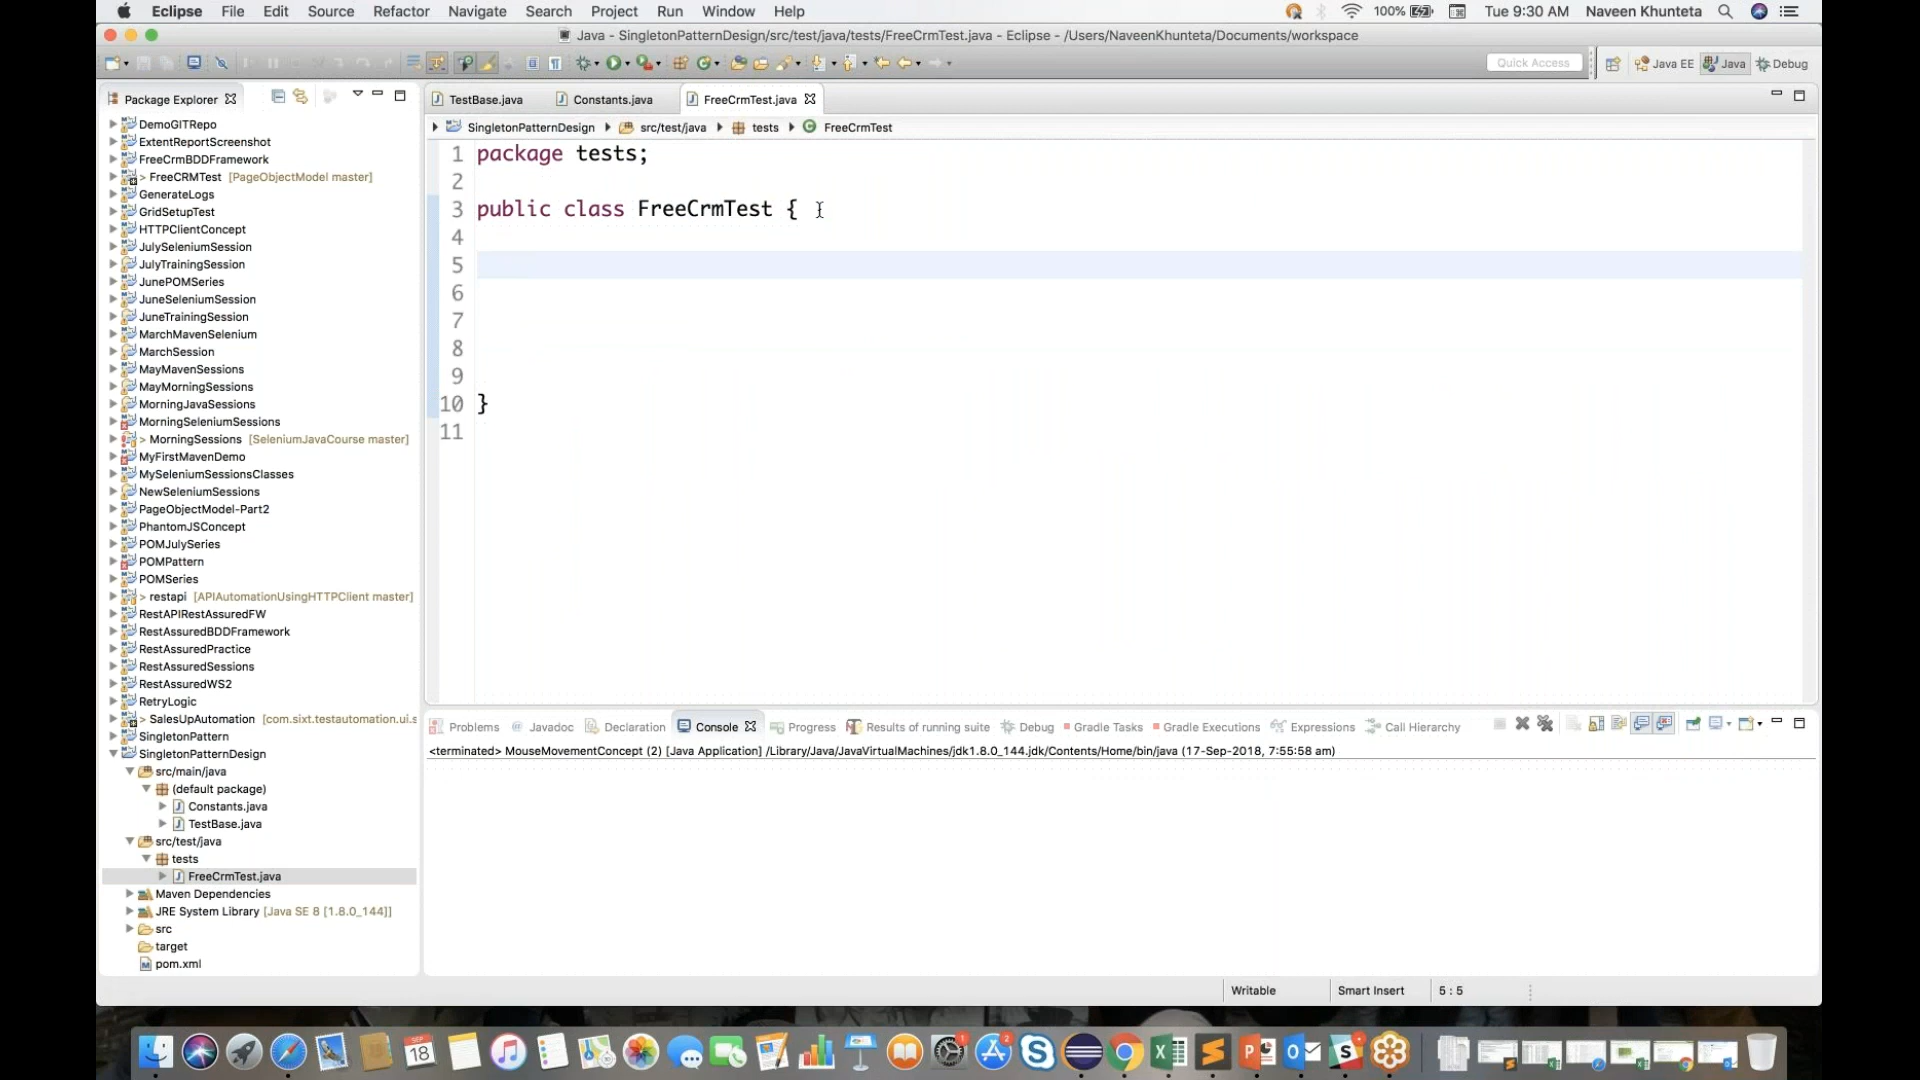 Eclipse File Edit Source Refactor Navigate Search Project Run Window Help 100% Tue 9:30 AM Naveen Khunteta
Java - SingletonPatternDesign/src/test/java/tests/FreeCrmTest.java - Eclipse - /Users/NaveenKhunteta/Documents/workspace
Quick Access Java EE Java Debug
Package Explorer
DemoGITRepo
ExtentReportScreenshot
FreeCrmBDDFramework
> FreeCRMTest [PageObjectModel master]
GenerateLogs
GridSetupTest
HTTPClientConcept
JulySeleniumSession
JulyTrainingSession
JunePOMSeries
JuneSeleniumSession
JuneTrainingSession
MarchMavenSelenium
MarchSession
MayMavenSessions
MayMorningSessions
MorningJavaSessions
MorningSeleniumSessions
> MorningSessions [SeleniumJavaCourse master]
MyFirstMavenDemo
MySeleniumSessionsClasses
NewSeleniumSessions
PageObjectModel-Part2
PhantomJSConcept
POMJulySeries
POMPattern
POMSeries
> restapi [APIAutomationUsingHTTPClient master]
RestAPIRestAssuredFW
RestAssuredBDDFramework
RestAssuredPractice
RestAssuredSessions
RestAssuredWS2
RetryLogic
> SalesUpAutomation [com.sixt.testautomation.ui.s
SingletonPattern
SingletonPatternDesign
src/main/java
(default package)
Constants.java
TestBase.java
src/test/java
tests
FreeCrmTest.java
Maven Dependencies
JRE System Library [Java SE 8 [1.8.0_144]]
src
target
pom.xml
TestBase.java Constants.java FreeCrmTest.java
SingletonPatternDesign src/test/java tests FreeCrmTest
1 package tests;
2
3 public class FreeCrmTest {
4
5
6
7
8
9
10 }
11
Problems Javadoc Declaration Console Progress Results of running suite Debug Gradle Tasks Gradle Executions Expressions Call Hierarchy
<terminated> MouseMovementConcept (2) [Java Application] /Library/Java/JavaVirtualMachines/jdk1.8.0_144.jdk/Contents/Home/bin/java (17-Sep-2018, 7:55:58 am)
Writable Smart Insert 5 : 5
SEP
18